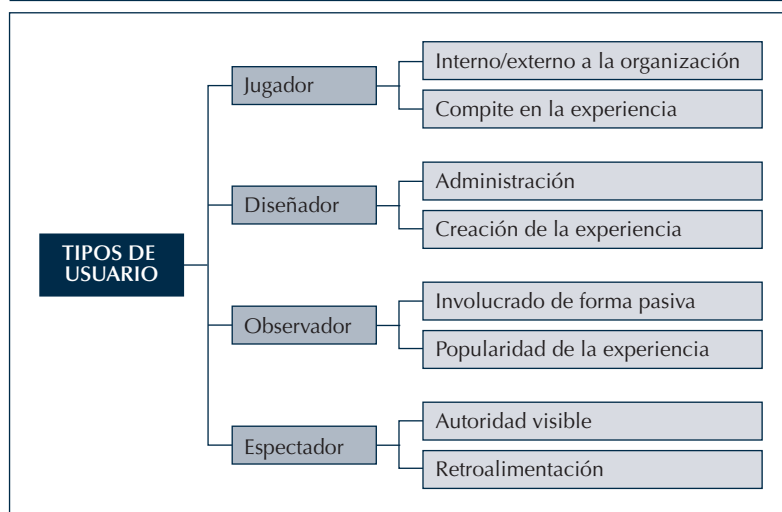 TIPOS DE
USUARIO
Jugador
Interno/externo a la organización
Compite en la experiencia
Diseñador
Administración
Creación de la experiencia
Observador
Involucrado de forma pasiva
Popularidad de la experiencia
Espectador
Autoridad visible
Retroalimentación